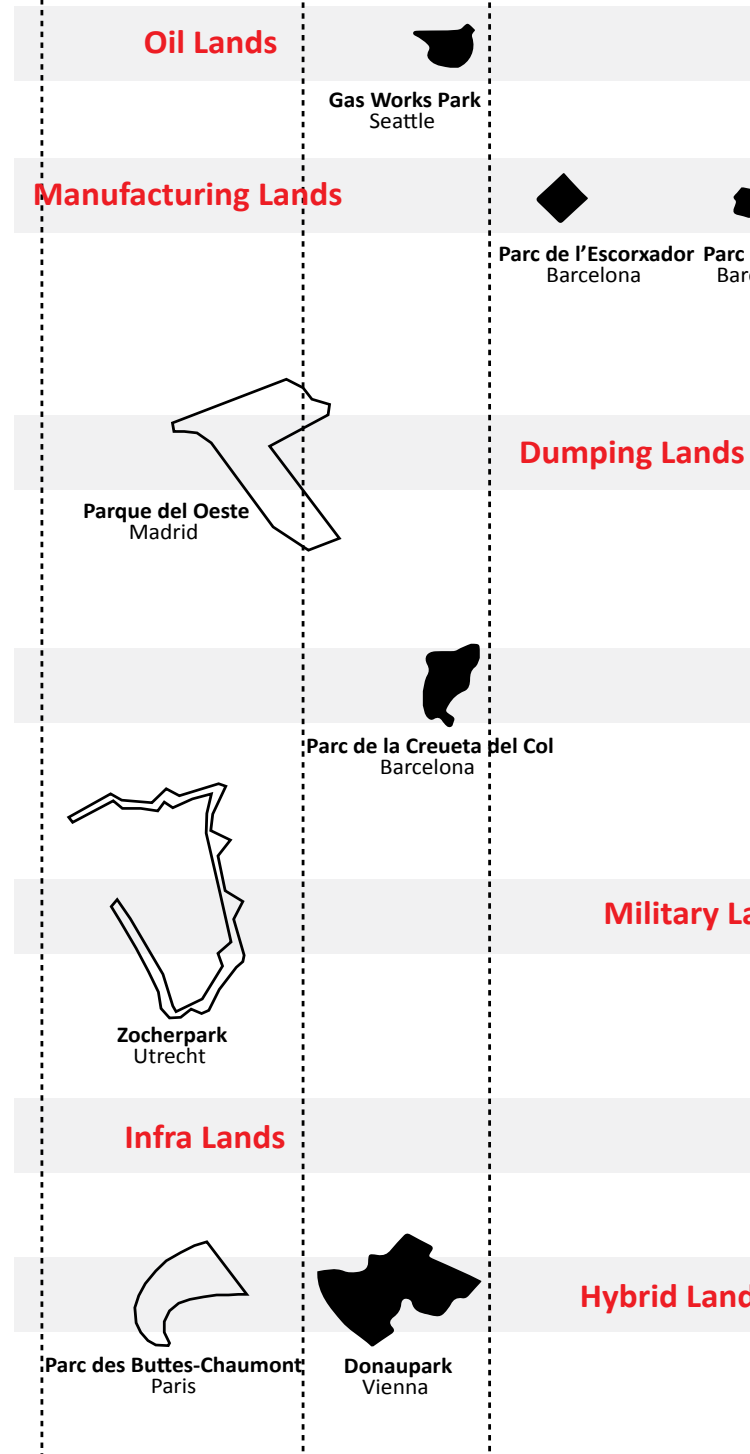 Oil Lands
Gas Works Park
Seattle
Manufacturing Lands
Parc de l’Escorxador
Barcelona
Parc
Dumping Lands
Parque del Oeste
Madrid
Parc de la Creueta del Col
Barcelona
Military
Zocherpark
Utrecht
Infra Lands
Hybrid
Parc des Buttes-Chaumont
Paris
Donaupark
Vienna